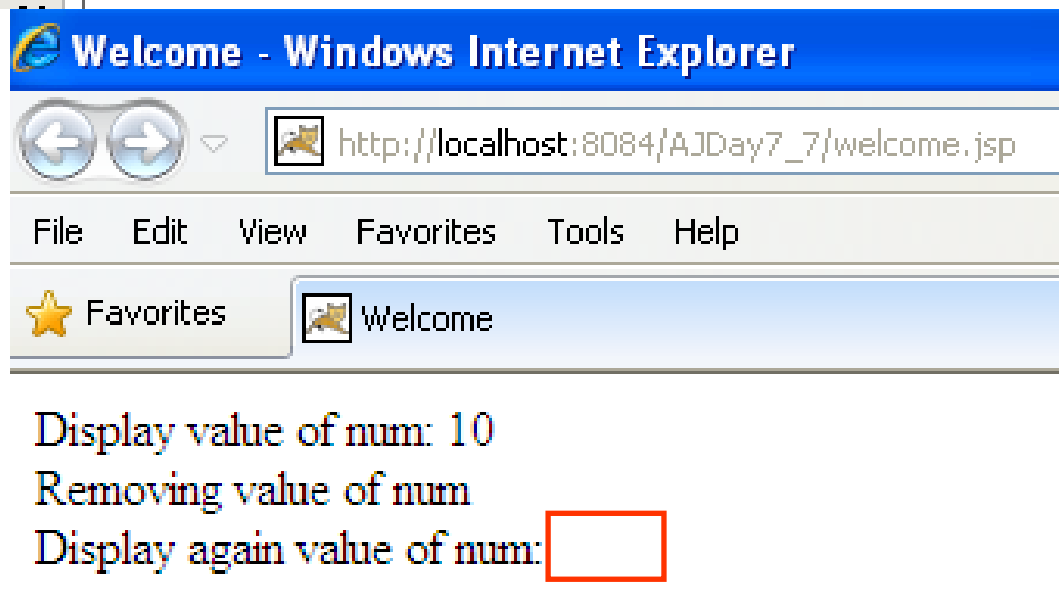 Welcome - Windows Internet Explorer
http://localhost:8084/AJDay7_7/welcome.jsp
File Edit View Favorites Tools Help
Favorites Welcome
Display value of num: 10
Removing value of num
Display again value of num: